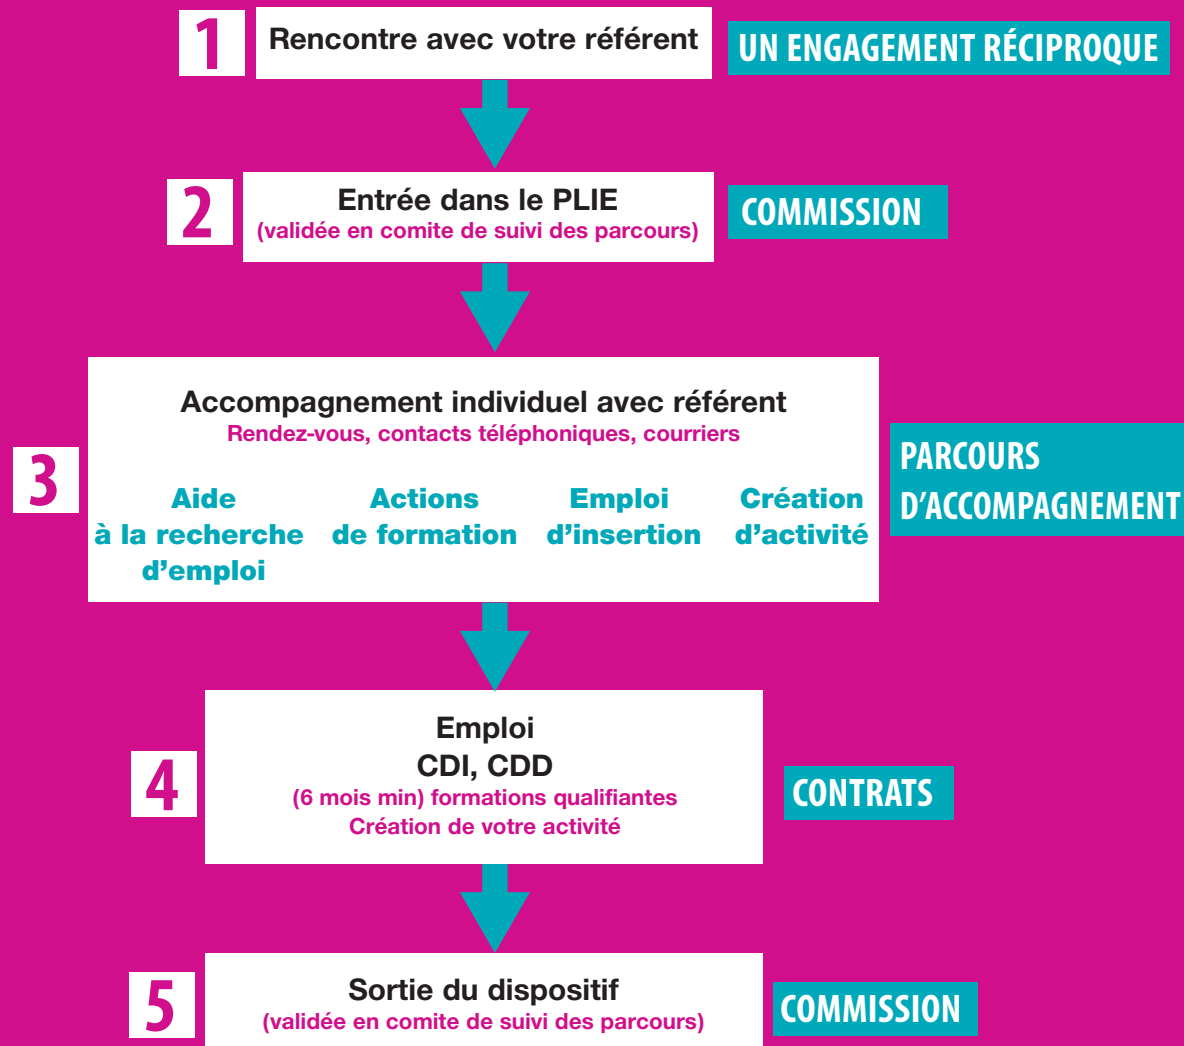 1
Rencontre avec votre référent
UN ENGAGEMENT RÉCIPROQUE
2
Entrée dans le PLIE
(validée en comite de suivi des parcours)
COMMISSION
3
Accompagnement individuel avec référent
Rendez-vous, contacts téléphoniques, courriers
Aide
à la recherche
d’emploi
Actions
de formation
Emploi
d’insertion
Création
d’activité
PARCOURS
D’ACCOMPAGNEMENT
4
Emploi
CDI, CDD
(6 mois min) formations qualifiantes
Création de votre activité
CONTRATS
5
Sortie du dispositif
(validée en comite de suivi des parcours)
COMMISSION